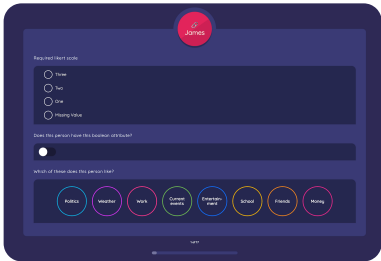 James
Required likert scale
Three
Two
One
Missing Value
Does this person have this boolean attribute?
Which of these does this person like?
Politics
Weather
Work
Current
events
Entertain-
ment
School
Friends
Money